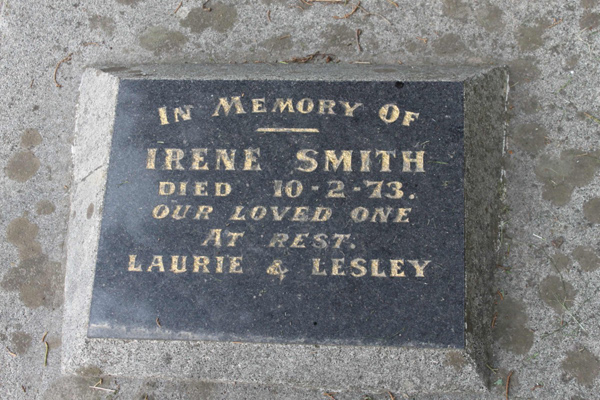 IN MEMORY OF
IRENE SMITH
DIED 10-2-73.
OUR LOVED ONE
AT REST.
LAURIE & LESLEY